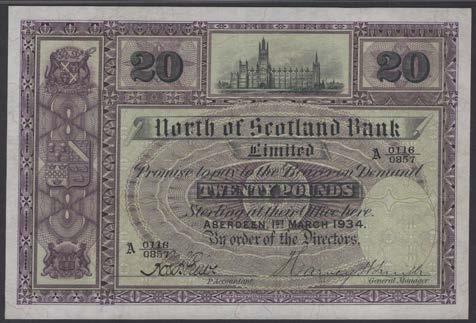 20 20
North of Scotland Bank
Limited
A 0116
0857
Promise to pay to the Bearer on Demand
TWENTY POUNDS
Sterling at their Office here.
ABERDEEN, 1st MARCH 1934.
By order of the Directors.
A 0116
0857
P. Accountant.
General Manager